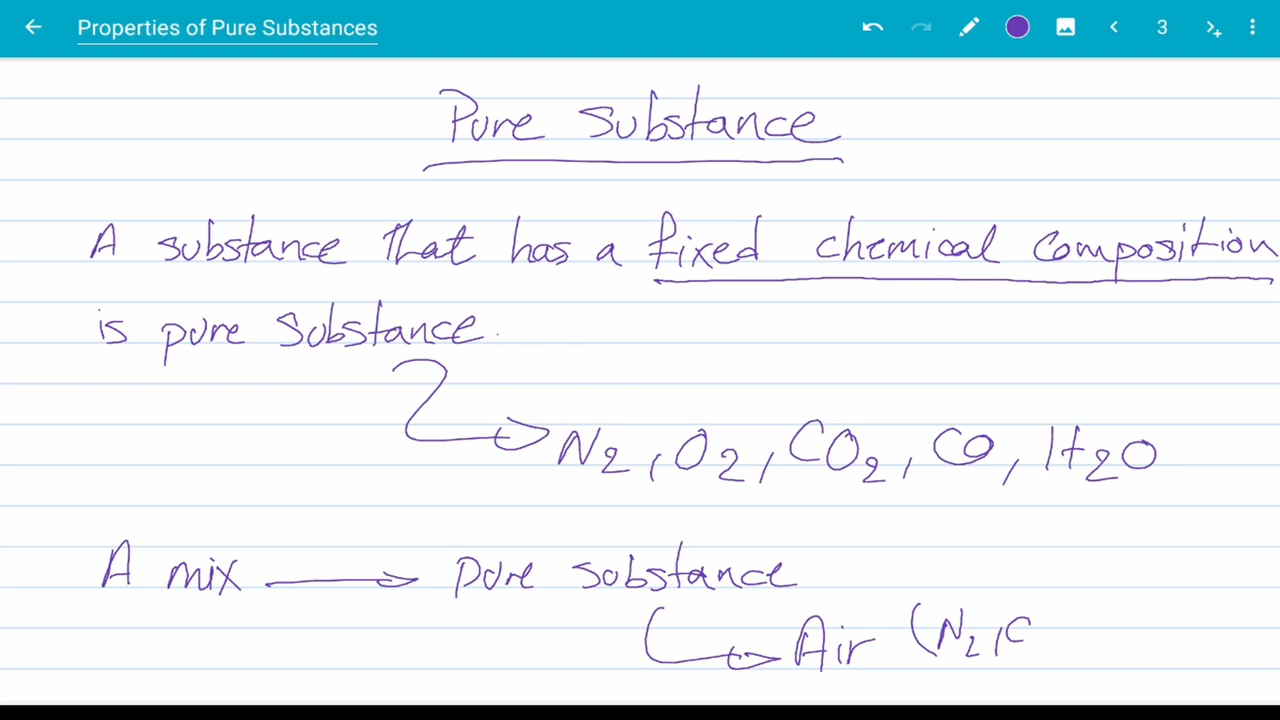 Properties of Pure Substances
3
Pure substance
A substance that has a fixed chemical composition
is pure substance.
N2, O2, CO2, CO, H2O
A mix → pure substance
Air (N2,